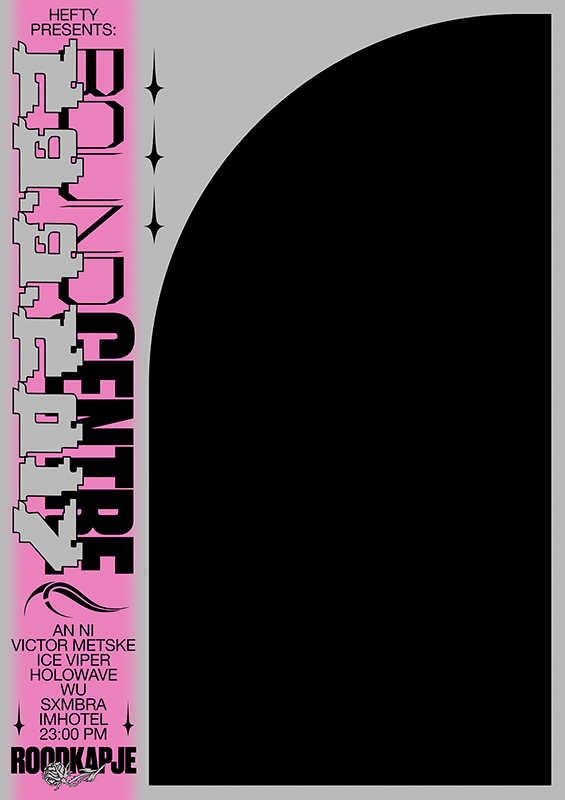 HEFTY
PRESENTS:
CENTRE
AN NI
VICTOR METSKE
ICE VIPER
HOLOWAVE
WU
SXMBRA
IMHOTEL
23:00 PM
ROODKAPJE